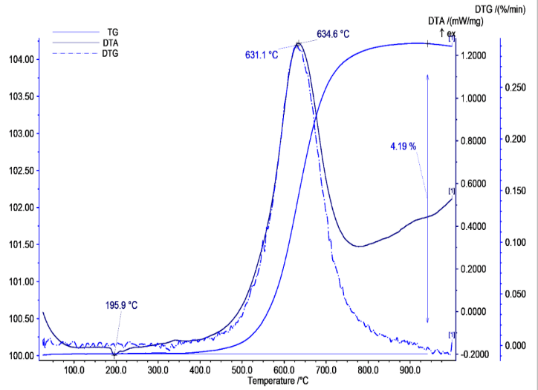 DTG /(%/min)
DTA /(mW/mg)
↑ ex
TG
DTA
DTG
634.6 °C
631.1 °C
[1]
104.00
103.50
103.00
102.50
102.00
101.50
101.00
100.50
100.00
1.2000
1.0000
0.8000
0.6000
0.4000
0.2000
0.0000
-0.2000
0.250
0.200
0.150
0.100
0.050
0.000
4.19 %
[1]
195.9 °C
[1]
100.0 200.0 300.0 400.0 500.0 600.0 700.0 800.0 900.0
Temperature /°C